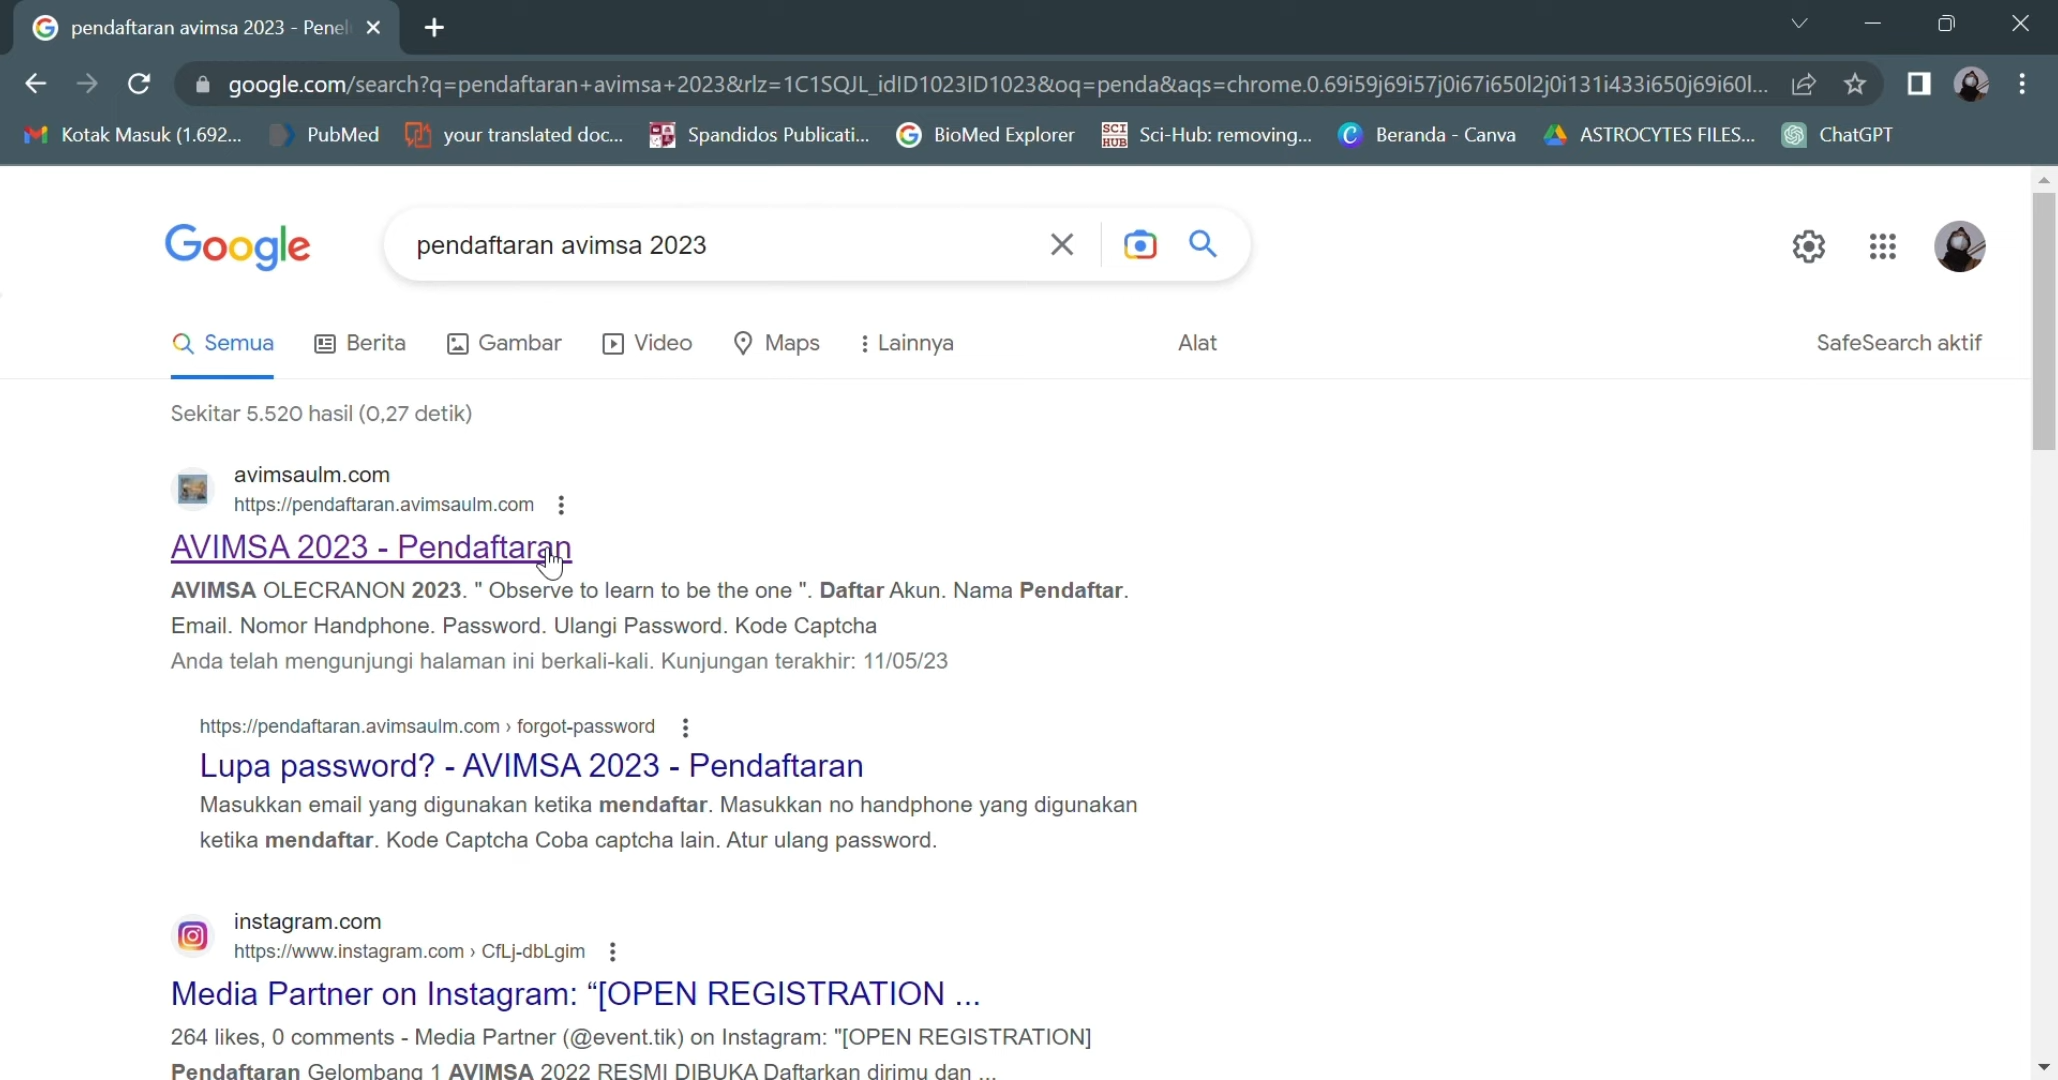 pendaftaran avimsa 2023 - Penel
google.com/search?q=pendaftaran+avimsa+2023&rlz=1C1SQJL_idID1023ID1023&oq=penda&aqs=chrome.0.69i59j69i57j0i67i650l2j0i131i433i650j69i60l...
Kotak Masuk (1.692... PubMed your translated doc... Spandidos Publicati... BioMed Explorer SCI HUB Sci-Hub: removing... Beranda - Canva ASTROCYTES FILES... ChatGPT
Google pendaftaran avimsa 2023
Semua Berita Gambar Video Maps Lainnya Alat SafeSearch aktif
Sekitar 5.520 hasil (0,27 detik)
avimsaulm.com
https://pendaftaran.avimsaulm.com
AVIMSA 2023 - Pendaftaran
AVIMSA OLECRANON 2023. " Observe to learn to be the one ". Daftar Akun. Nama Pendaftar.
Email. Nomor Handphone. Password. Ulangi Password. Kode Captcha
Anda telah mengunjungi halaman ini berkali-kali. Kunjungan terakhir: 11/05/23
https://pendaftaran.avimsaulm.com › forgot-password
Lupa password? - AVIMSA 2023 - Pendaftaran
Masukkan email yang digunakan ketika mendaftar. Masukkan no handphone yang digunakan
ketika mendaftar. Kode Captcha Coba captcha lain. Atur ulang password.
instagram.com
https://www.instagram.com › CfLj-dbLgim
Media Partner on Instagram: “[OPEN REGISTRATION ...
264 likes, 0 comments - Media Partner (@event.tik) on Instagram: "[OPEN REGISTRATION]
Pendaftaran Gelombang 1 AVIMSA 2022 RESMI DIBUKA Daftarkan dirimu dan ...